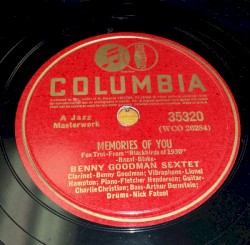 COLUMBIA
A Jazz
Masterwork
35320
(WCO 26284)
MEMORIES OF YOU
Fox Trot-From "Blackbirds of 1930"
-Razaf-Blake-
BENNY GOODMAN SEXTET
Clarinet-Benny Goodman; Vibraphone-Lionel
Hampton; Piano-Fletcher Henderson; Guitar-
Charlie Christian; Bass-Arthur Bernstein;
Drums-Nick Fatool